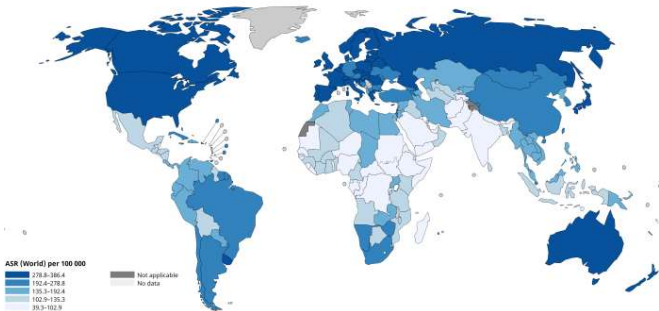 ASR (World) per 100 000
278.8–386.4
192.4–278.8
135.3–192.4
102.9–135.3
39.3–102.9
Not applicable
No data